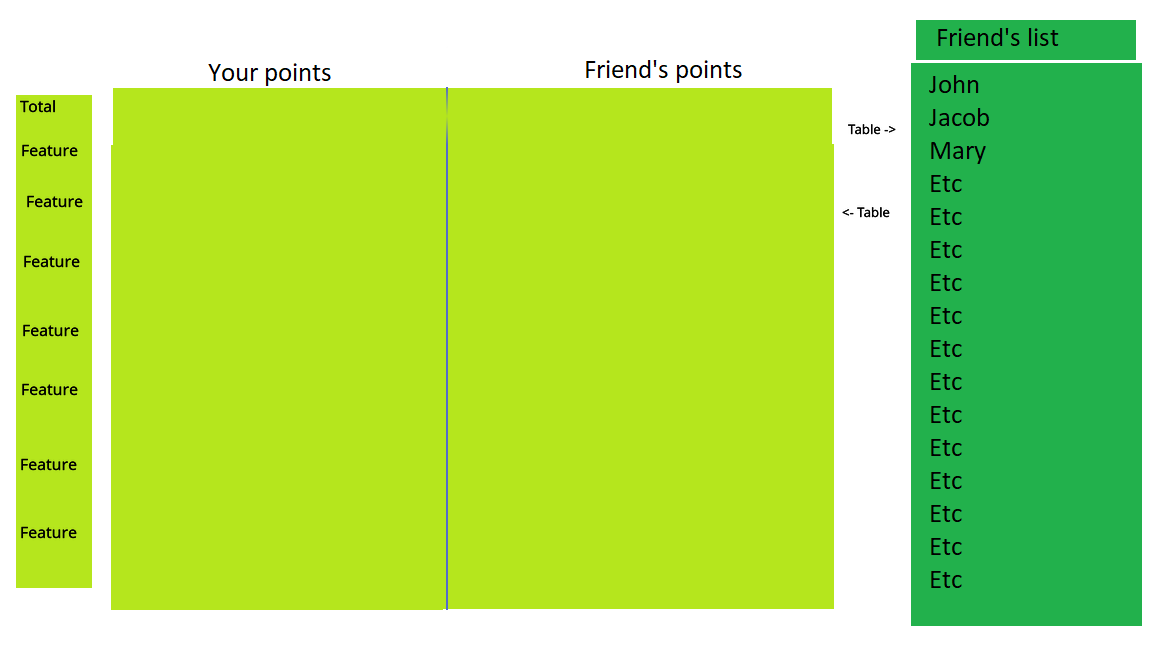 Your points
Friend's points
Total
Feature
Feature
Feature
Feature
Feature
Feature
Feature
Table ->
<- Table
Friend's list
John
Jacob
Mary
Etc
Etc
Etc
Etc
Etc
Etc
Etc
Etc
Etc
Etc
Etc
Etc
Etc